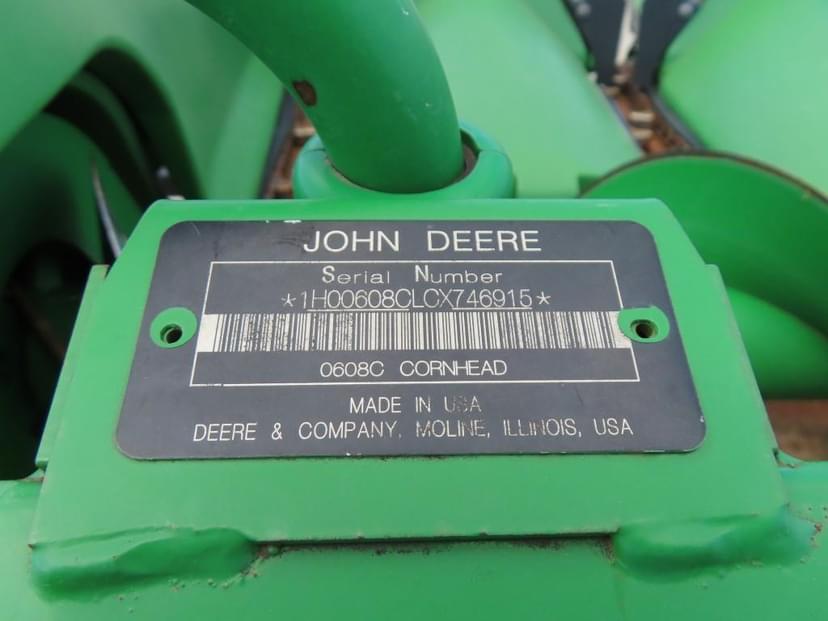 JOHN DEERE
Serial Number
*1H00608CLCX746915*
0608C CORNHEAD
MADE IN USA
DEERE & COMPANY, MOLINE, ILLINOIS, USA